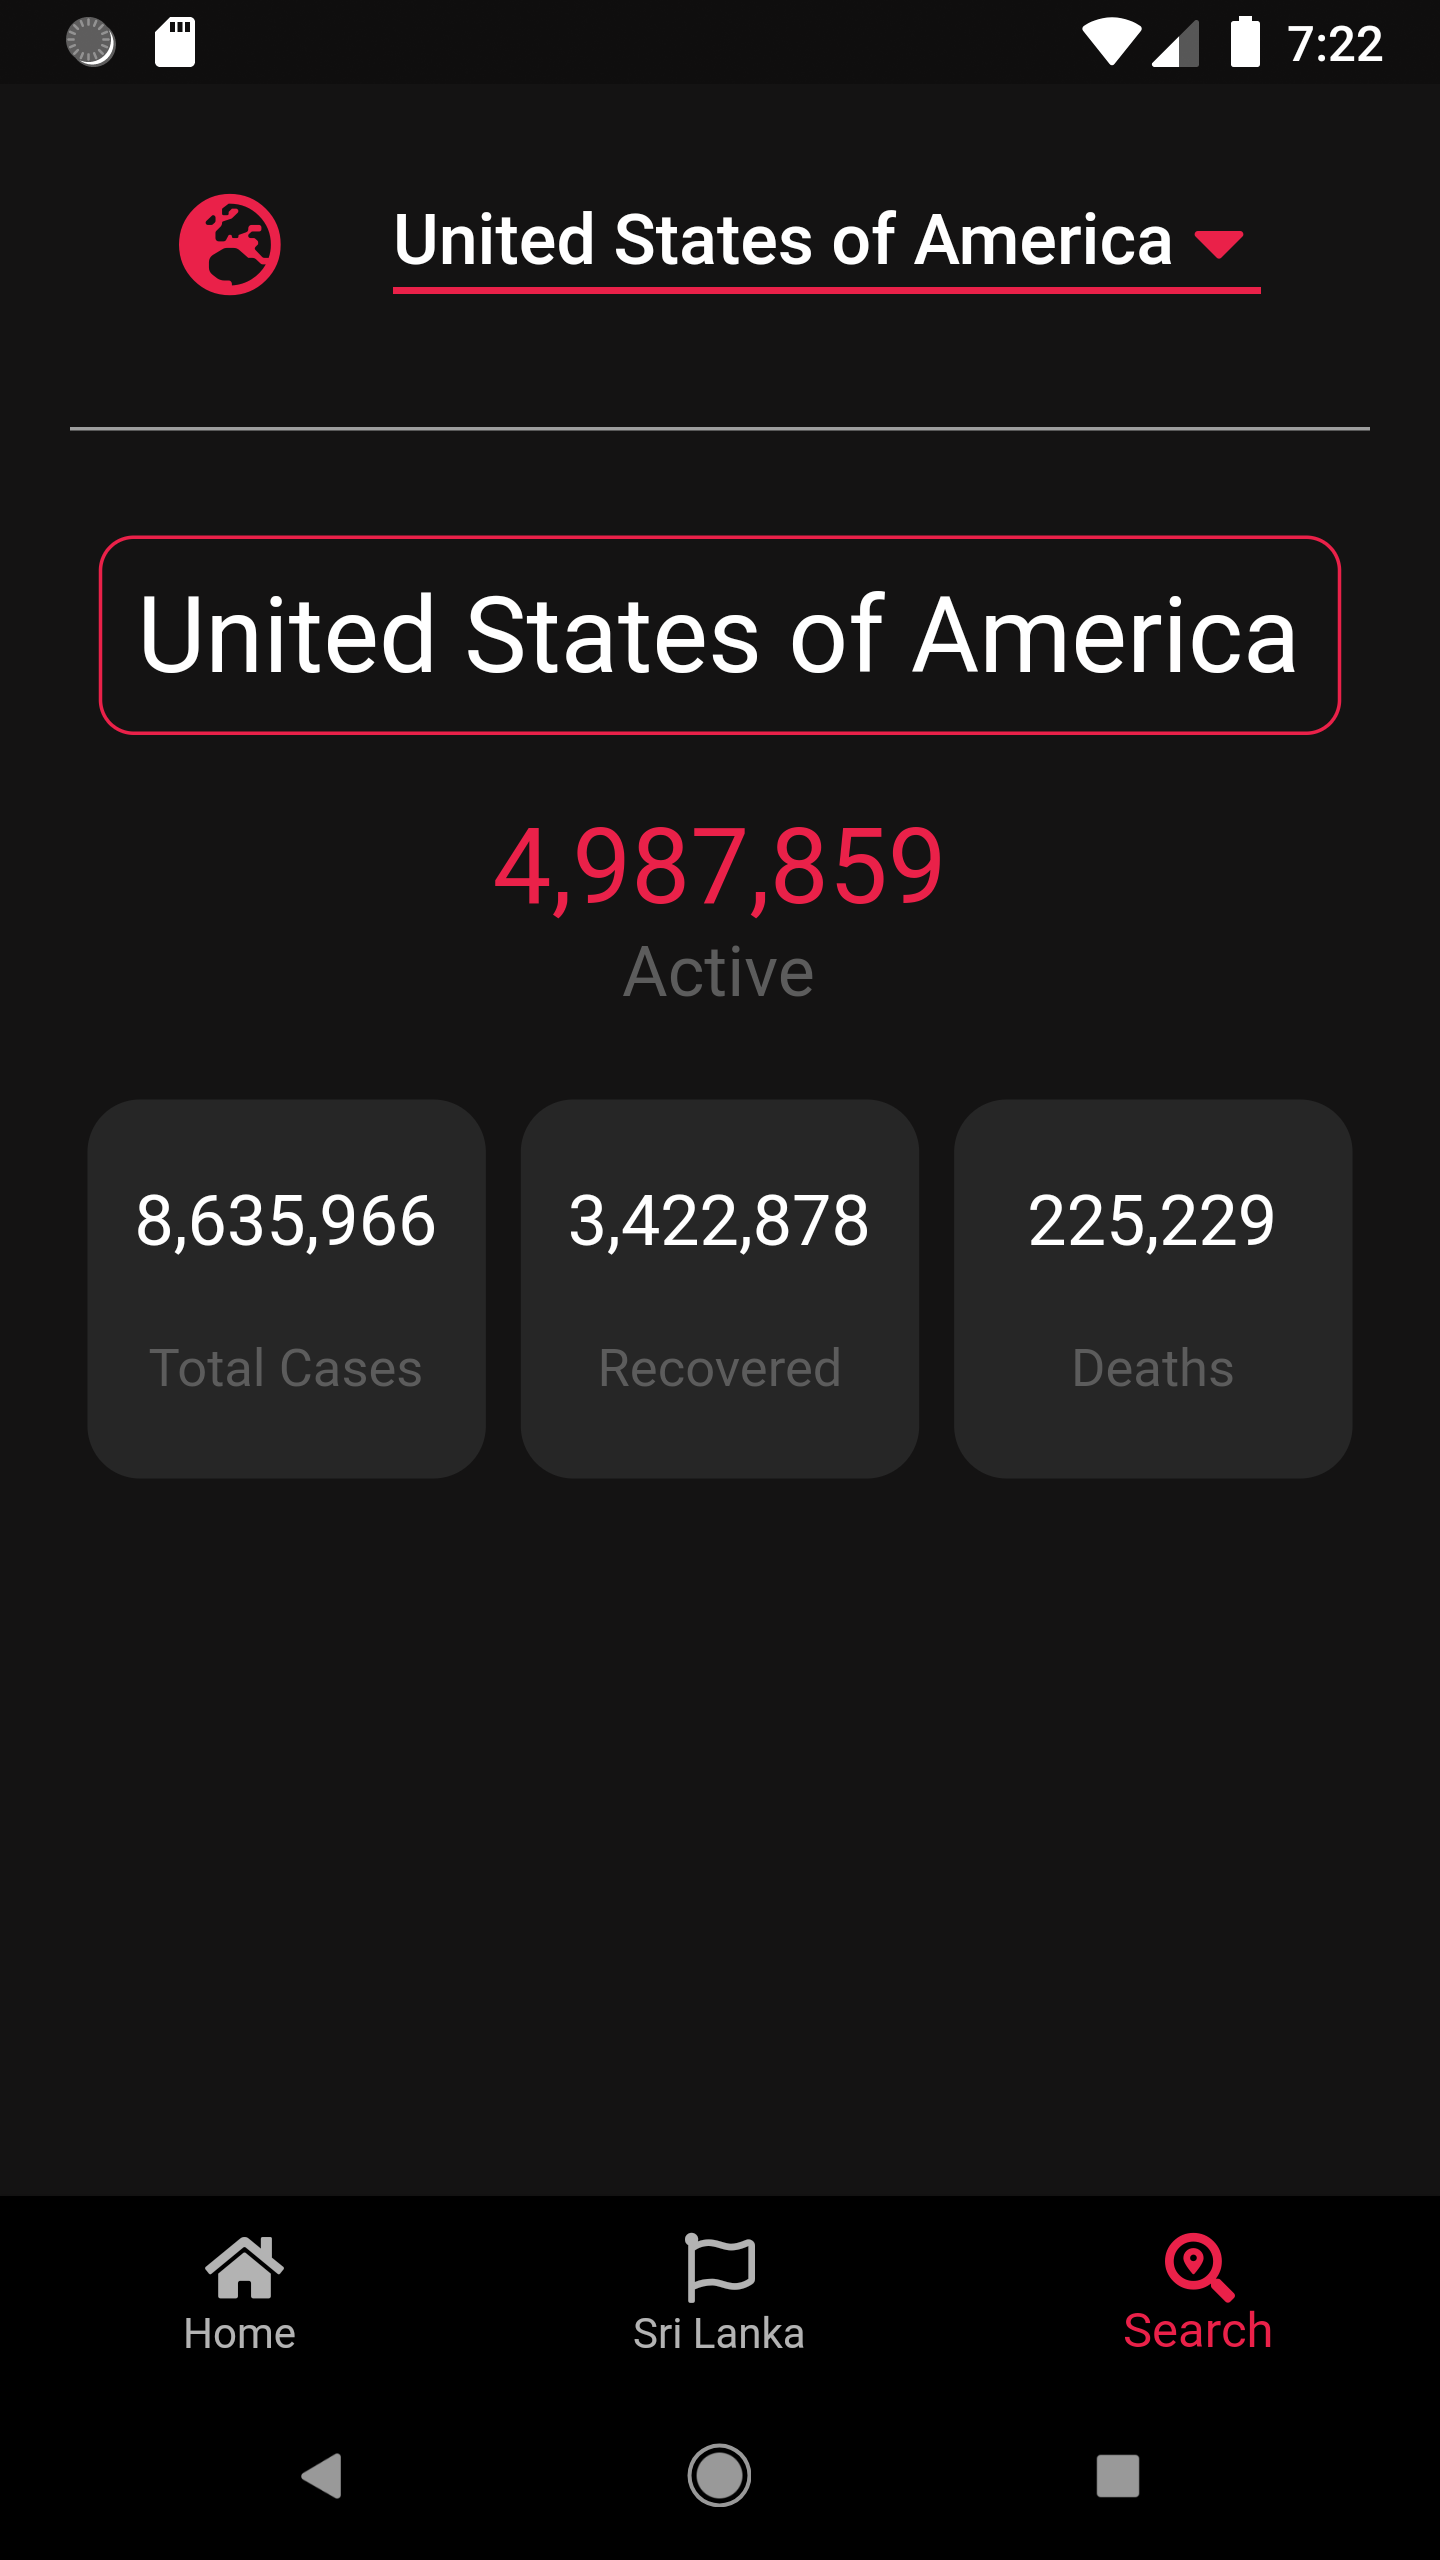 7:22
United States of America
United States of America
4,987,859
Active
8,635,966
Total Cases
3,422,878
Recovered
225,229
Deaths
Home
Sri Lanka
Search